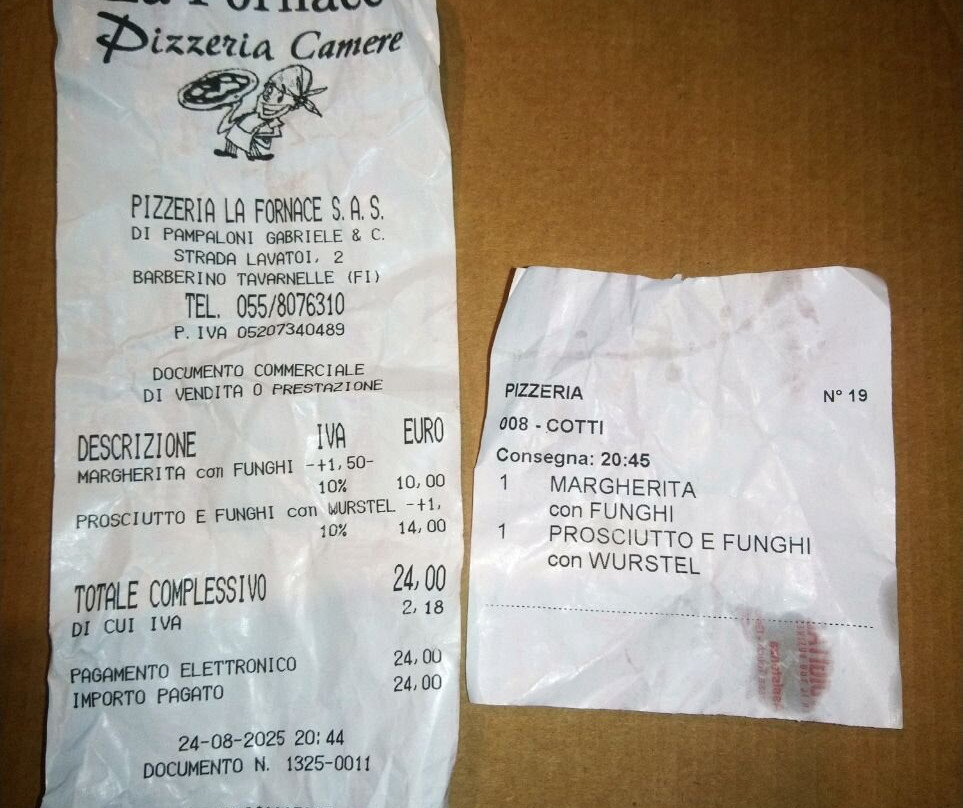 La Fornace
Pizzeria Camere
PIZZERIA LA FORNACE S.A.S.
DI PAMPALONI GABRIELE & C.
STRADA LAVATOI, 2
BARBERINO TAVARNELLE (FI)
TEL. 055/8076310
P.IVA 05207340489
DOCUMENTO COMMERCIALE
DI VENDITA O PRESTAZIONE
DESCRIZIONE IVA EURO
MARGHERITA con FUNGHI -+1,50-
10% 10,00
PROSCIUTTO E FUNGHI con WURSTEL -+1,
10% 14,00
TOTALE COMPLESSIVO 24,00
DI CUI IVA 2,18
PAGAMENTO ELETTRONICO 24,00
IMPORTO PAGATO 24,00
24-08-2025 20:44
DOCUMENTO N. 1325-0011
PIZZERIA N° 19
008 - COTTI
Consegna: 20:45
1 MARGHERITA
con FUNGHI
1 PROSCIUTTO E FUNGHI
con WURSTEL